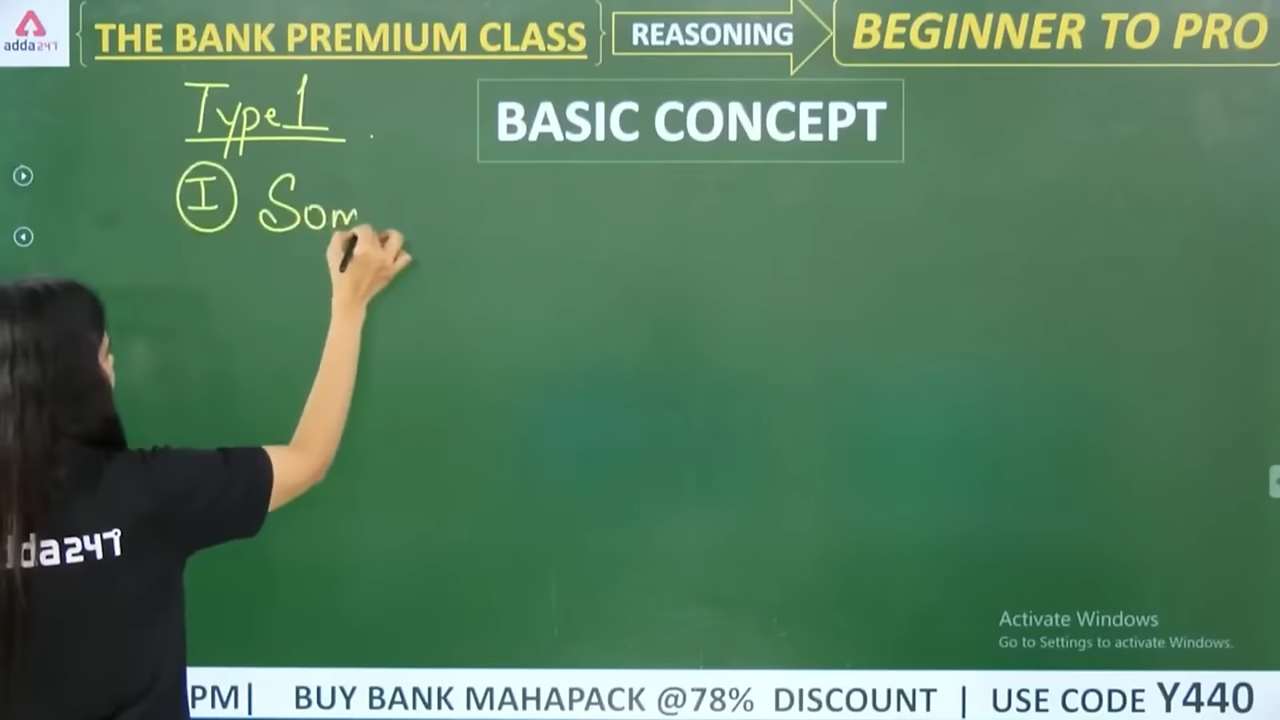 adda247
THE BANK PREMIUM CLASS
REASONING
BEGINNER TO PRO
Type 1
BASIC CONCEPT
I Som
da247
Activate Windows
Go to Settings to activate Windows.
PM| BUY BANK MAHAPACK @78% DISCOUNT | USE CODE Y440